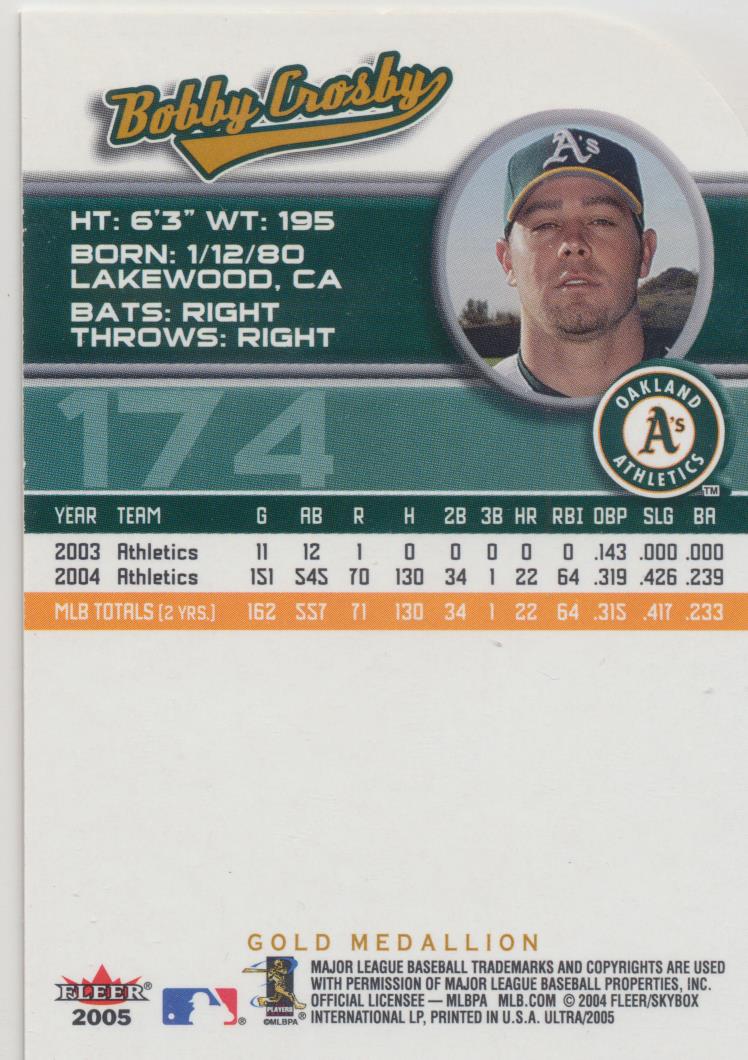 Bobby Crosby
A's
HT: 6'3" WT: 195
BORN: 1/12/80
LAKEWOOD, CA
BATS: RIGHT
THROWS: RIGHT
174
OAKLAND
A's
ATHLETICS
TM
YEAR TEAM G AB R H 2B 3B HR RBI OBP SLG BA
2003 Athletics 11 12 1 0 0 0 0 0 .143 .000 .000
2004 Athletics 151 545 70 130 34 1 22 64 .319 .426 .239
MLB TOTALS (2 YRS.) 162 557 71 130 34 1 22 64 .315 .417 .233
GOLD MEDALLION
FLEER®
2005
®
PLAYERS
©MLBPA
®
MAJOR LEAGUE BASEBALL TRADEMARKS AND COPYRIGHTS ARE USED
WITH PERMISSION OF MAJOR LEAGUE BASEBALL PROPERTIES, INC.
OFFICIAL LICENSEE — MLBPA MLB.COM © 2004 FLEER/SKYBOX
INTERNATIONAL LP, PRINTED IN U.S.A. ULTRA/2005